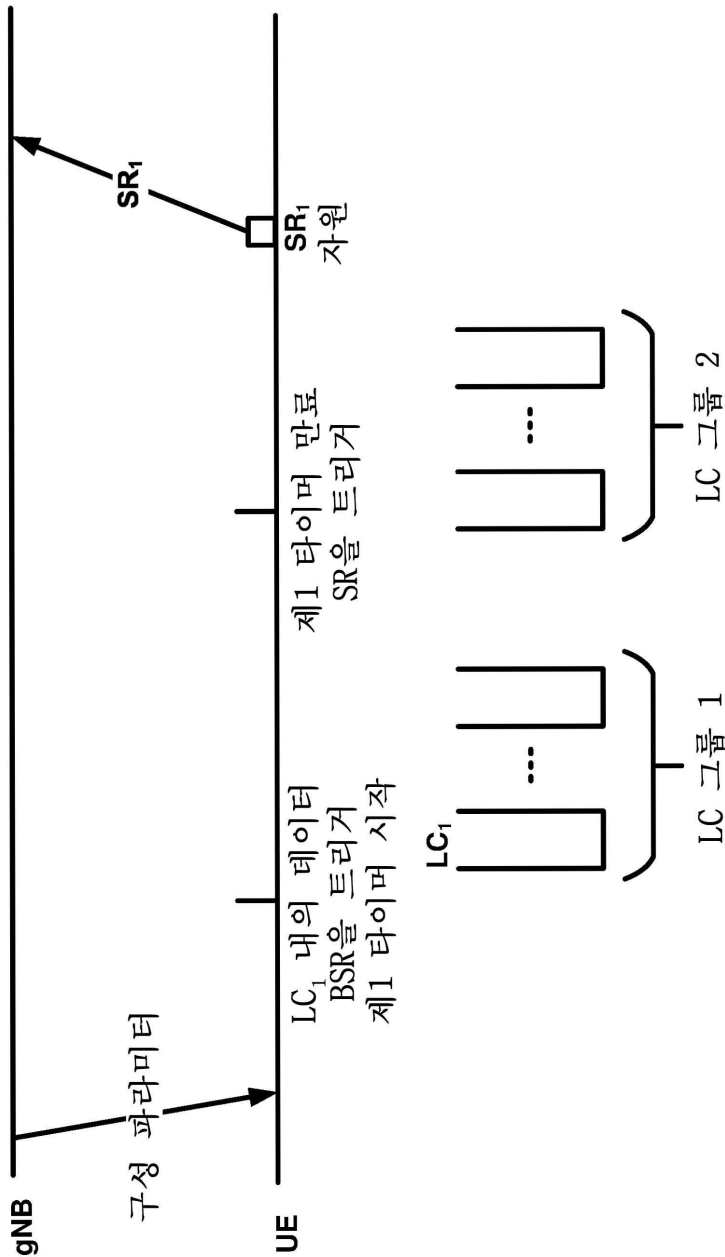 gNB
구성 파라미터
SR₁
UE
LC₁ 내의 데이터
BSR을 트리거
제1 타이머 시작
제1 타이머 만료
SR을 트리거
SR₁
자원
LC₁
...
...
LC 그룹 1
LC 그룹 2